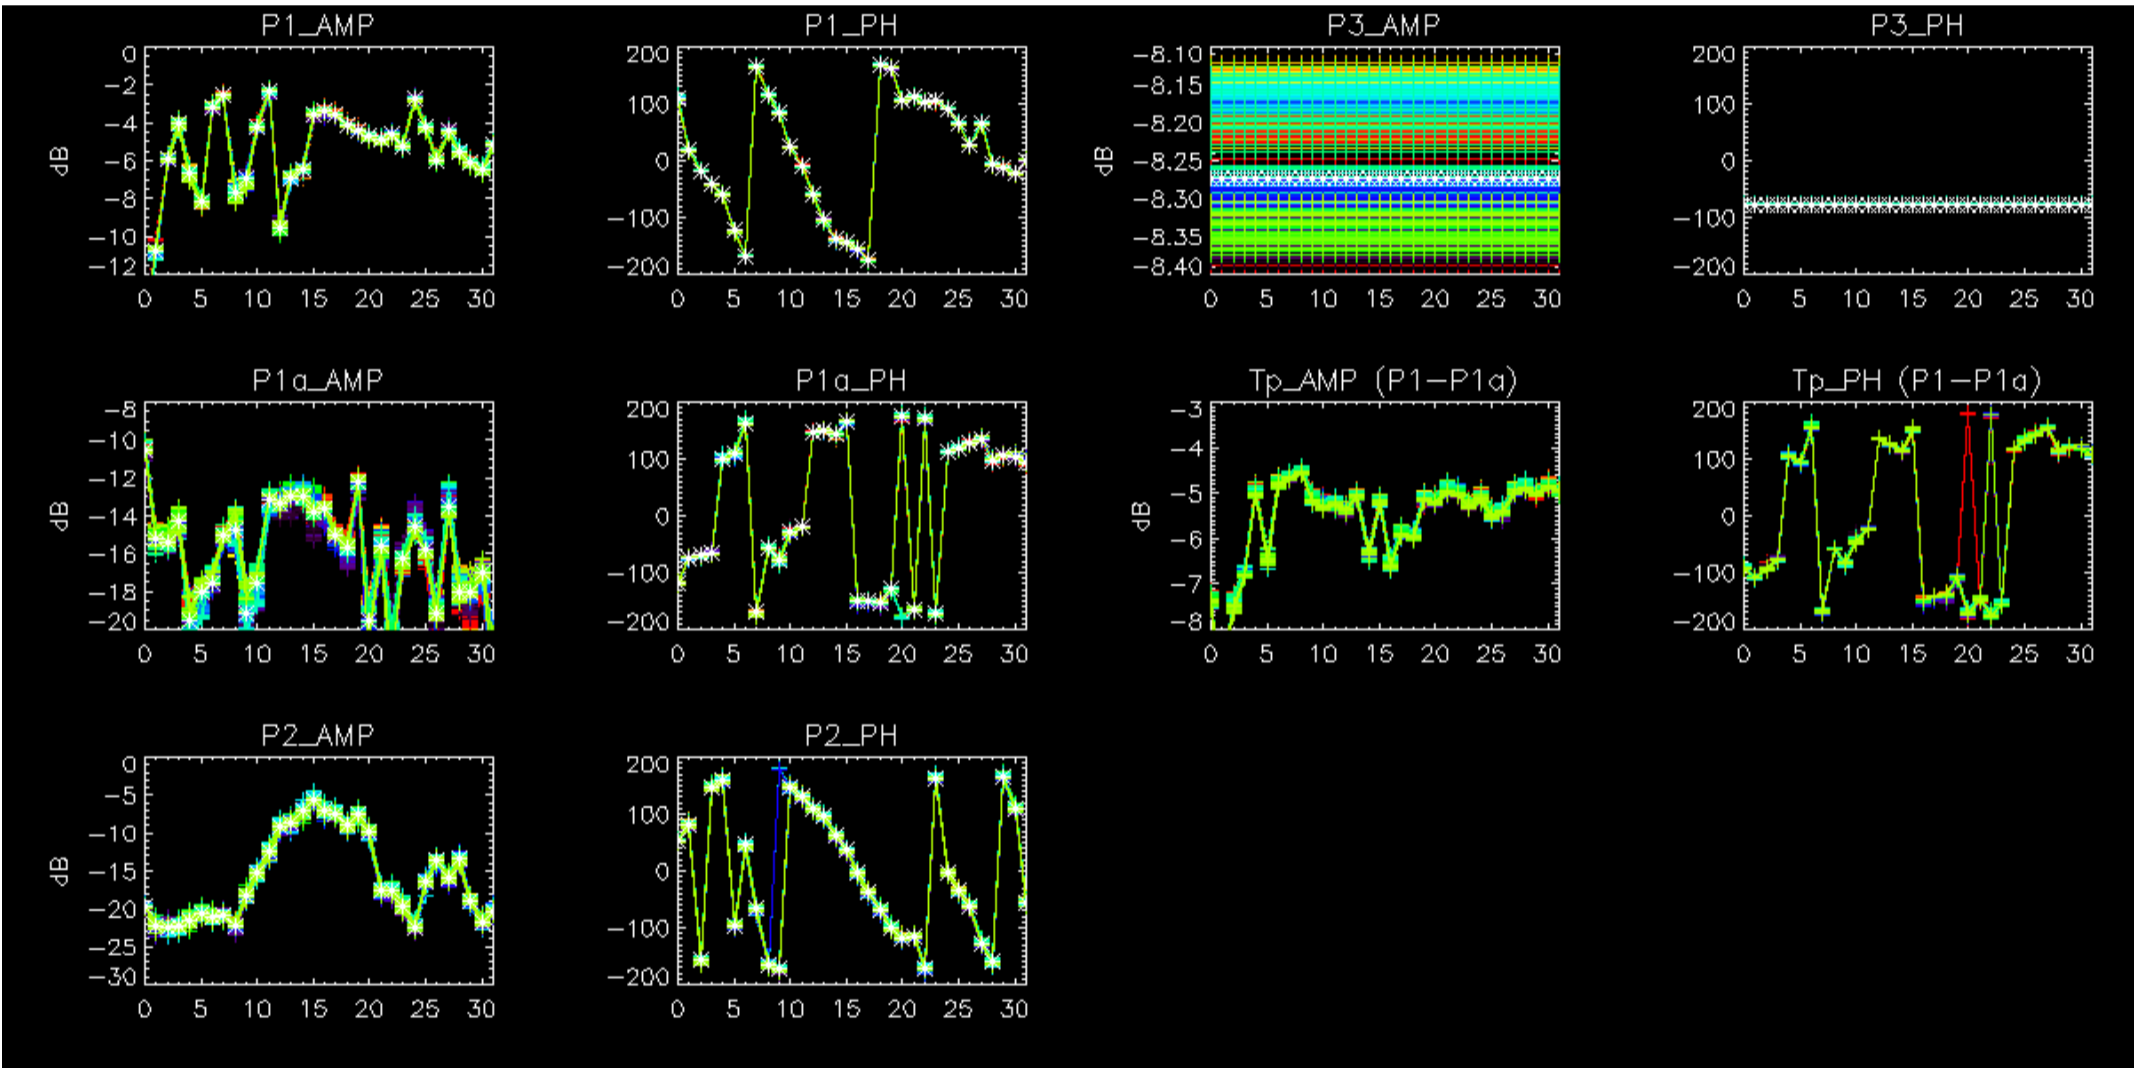 P1_AMP
P1_PH
P3_AMP
P3_PH
0
-2
-4
-6
-8
-10
-12
dB
0 5 10 15 20 25 30
200
100
0
-100
-200
0 5 10 15 20 25 30
-8.10
-8.15
-8.20
-8.25
-8.30
-8.35
-8.40
dB
0 5 10 15 20 25 30
200
100
0
-100
-200
0 5 10 15 20 25 30
P1a_AMP
P1a_PH
Tp_AMP (P1-P1a)
Tp_PH (P1-P1a)
-8
-10
-12
-14
-16
-18
-20
dB
0 5 10 15 20 25 30
200
100
0
-100
-200
0 5 10 15 20 25 30
-3
-4
-5
-6
-7
-8
dB
0 5 10 15 20 25 30
200
100
0
-100
-200
0 5 10 15 20 25 30
P2_AMP
P2_PH
0
-5
-10
-15
-20
-25
-30
dB
0 5 10 15 20 25 30
200
100
0
-100
-200
0 5 10 15 20 25 30